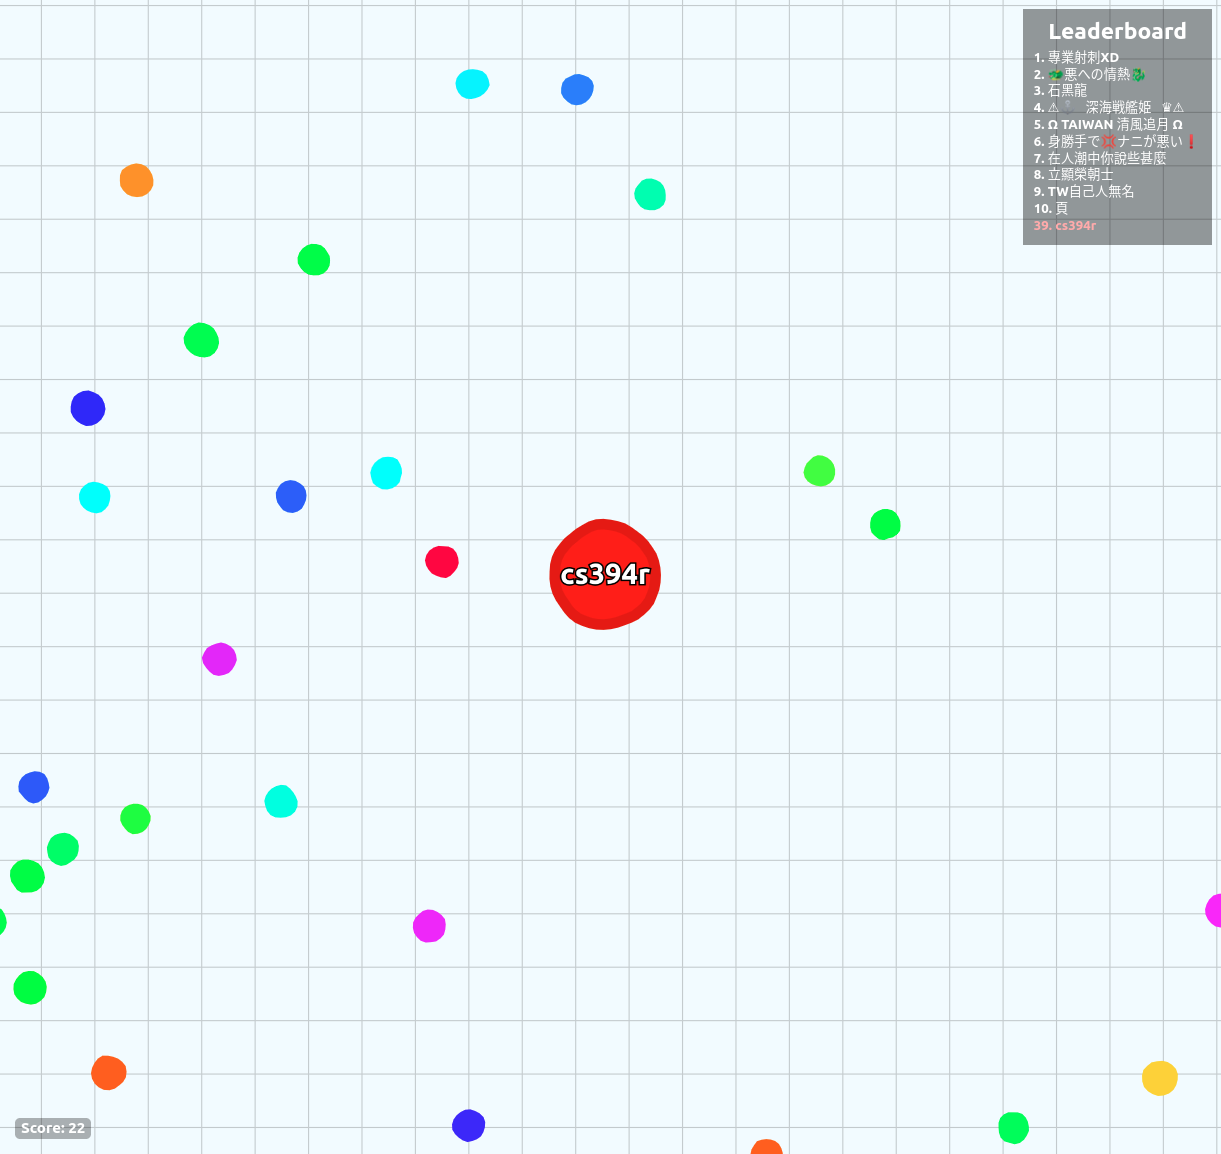 Leaderboard
1. 專業射刺XD
2. 🐲悪への情熱🐉
3. 石黑龍
4. ⚠⚓ 深海戦艦姫 ♛⚠
5. Ω TAIWAN 清風追月 Ω
6. 身勝手で💢ナニが悪い❗
7. 在人潮中你說些甚麼
8. 立顯榮朝士
9. TW自己人無名
10. 頁
39. cs394r
cs394r
Score: 22